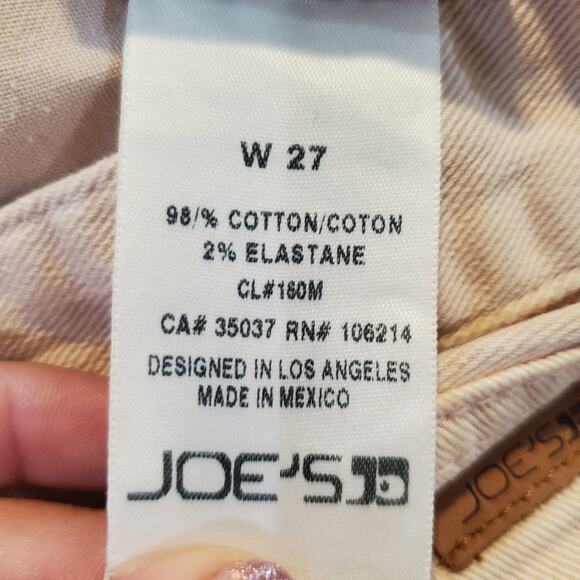 W 27
98/% COTTON/COTON
2% ELASTANE
CL#160M
CA# 35037 RN# 106214
DESIGNED IN LOS ANGELES
MADE IN MEXICO
JOE'S
JOE'S